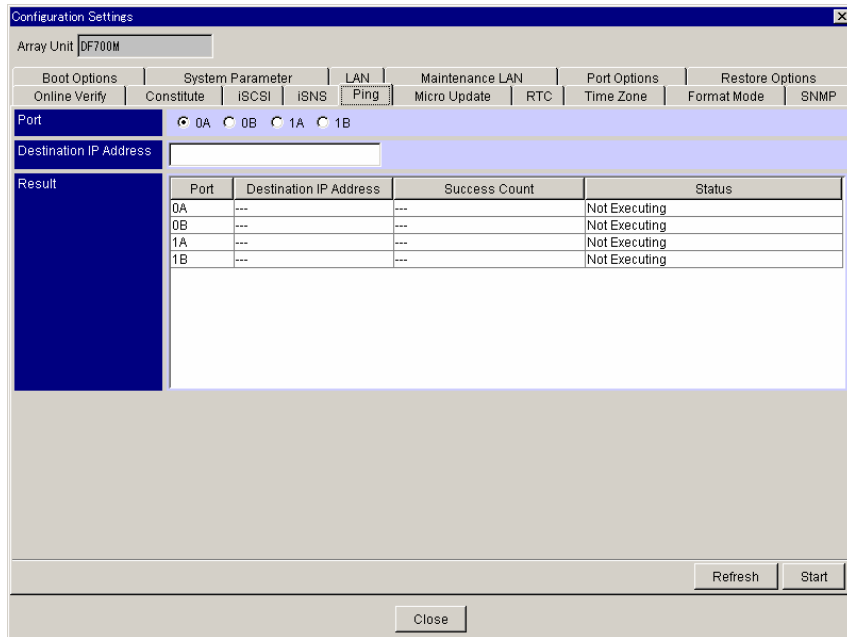 Configuration Settings
Array Unit DF700M
Boot Options System Parameter LAN Maintenance LAN Port Options Restore Options
Online Verify Constitute iSCSI iSNS Ping Micro Update RTC Time Zone Format Mode SNMP
Port 0A 0B 1A 1B
Destination IP Address
Result
Port Destination IP Address Success Count Status
0A --- --- Not Executing
0B --- --- Not Executing
1A --- --- Not Executing
1B --- --- Not Executing
Refresh Start
Close